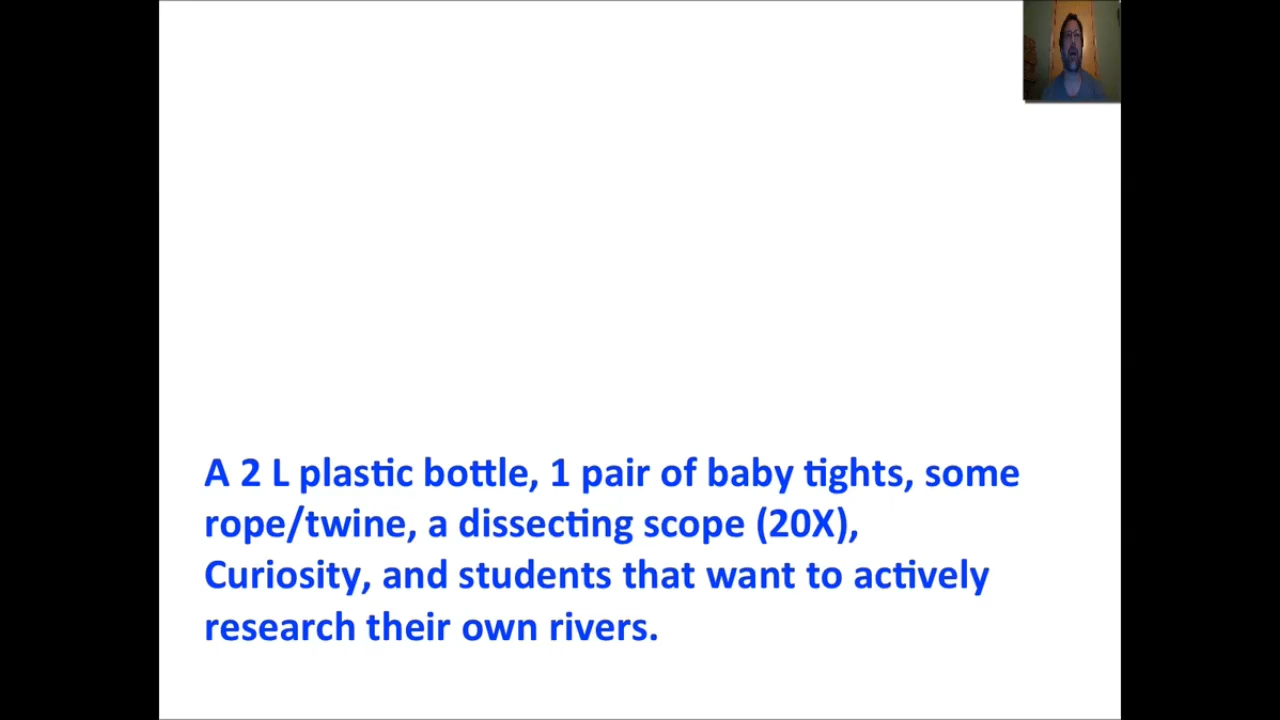 A 2 L plastic bottle, 1 pair of baby tights, some
rope/twine, a dissecting scope (20X),
Curiosity, and students that want to actively
research their own rivers.